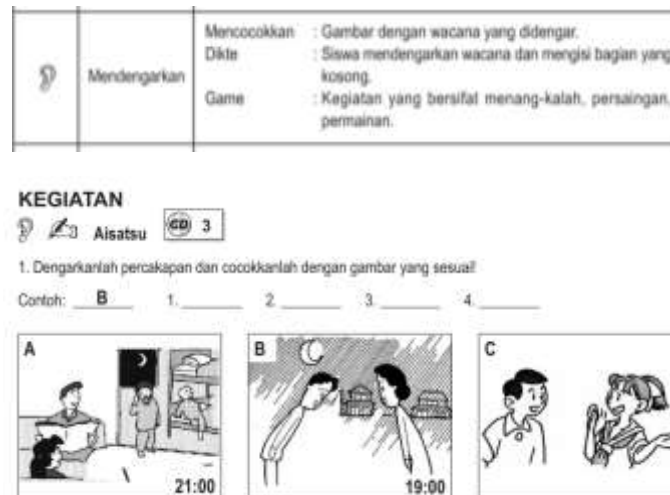 Mencocokkan : Gambar dengan wacana yang didengar.
Dikte : Siswa mendengarkan wacana dan mengisi bagian yang
kosong.
Mendengarkan
Game : Kegiatan yang bersifat menang-kalah, persaingan,
permainan.
KEGIATAN
Aisatsu CD 3
1. Dengarkanlah percakapan dan cocokkanlah dengan gambar yang sesuai!
Contoh: B 1. 2. 3. 4.
A B C
21:00 19:00